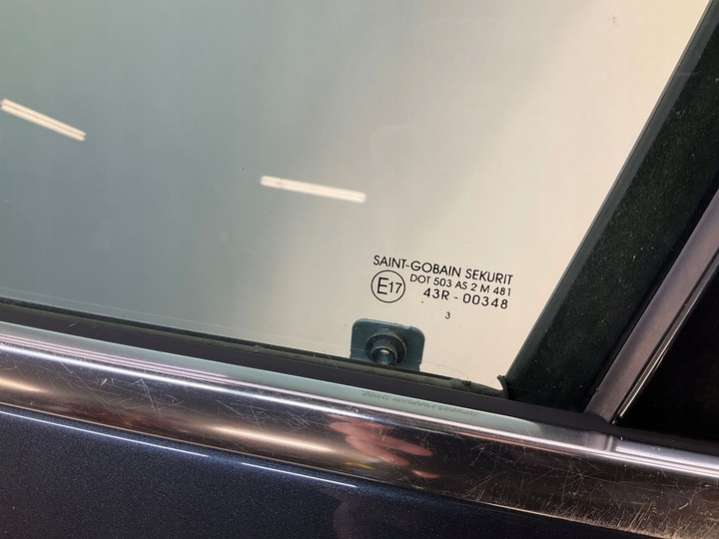 SAINT-GOBAIN SEKURIT
DOT 503 AS 2 M 481
E17
43R - 00348
3